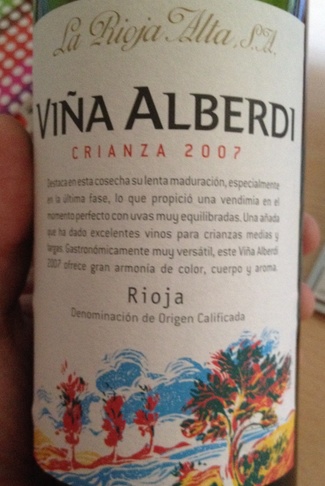 La Rioja Alta, S.A.
VIÑA ALBERDI
CRIANZA 2007
Destaca en esta cosecha su lenta maduración, especialmente
en la última fase, lo que propició una vendimia en el
momento perfecto con uvas muy equilibradas. Una añada
que ha dado excelentes vinos para crianzas medias y
largas. Gastronómicamente muy versátil, este Viña Alberdi
2007 ofrece gran armonía de color, cuerpo y aroma.
Rioja
Denominación de Origen Calificada